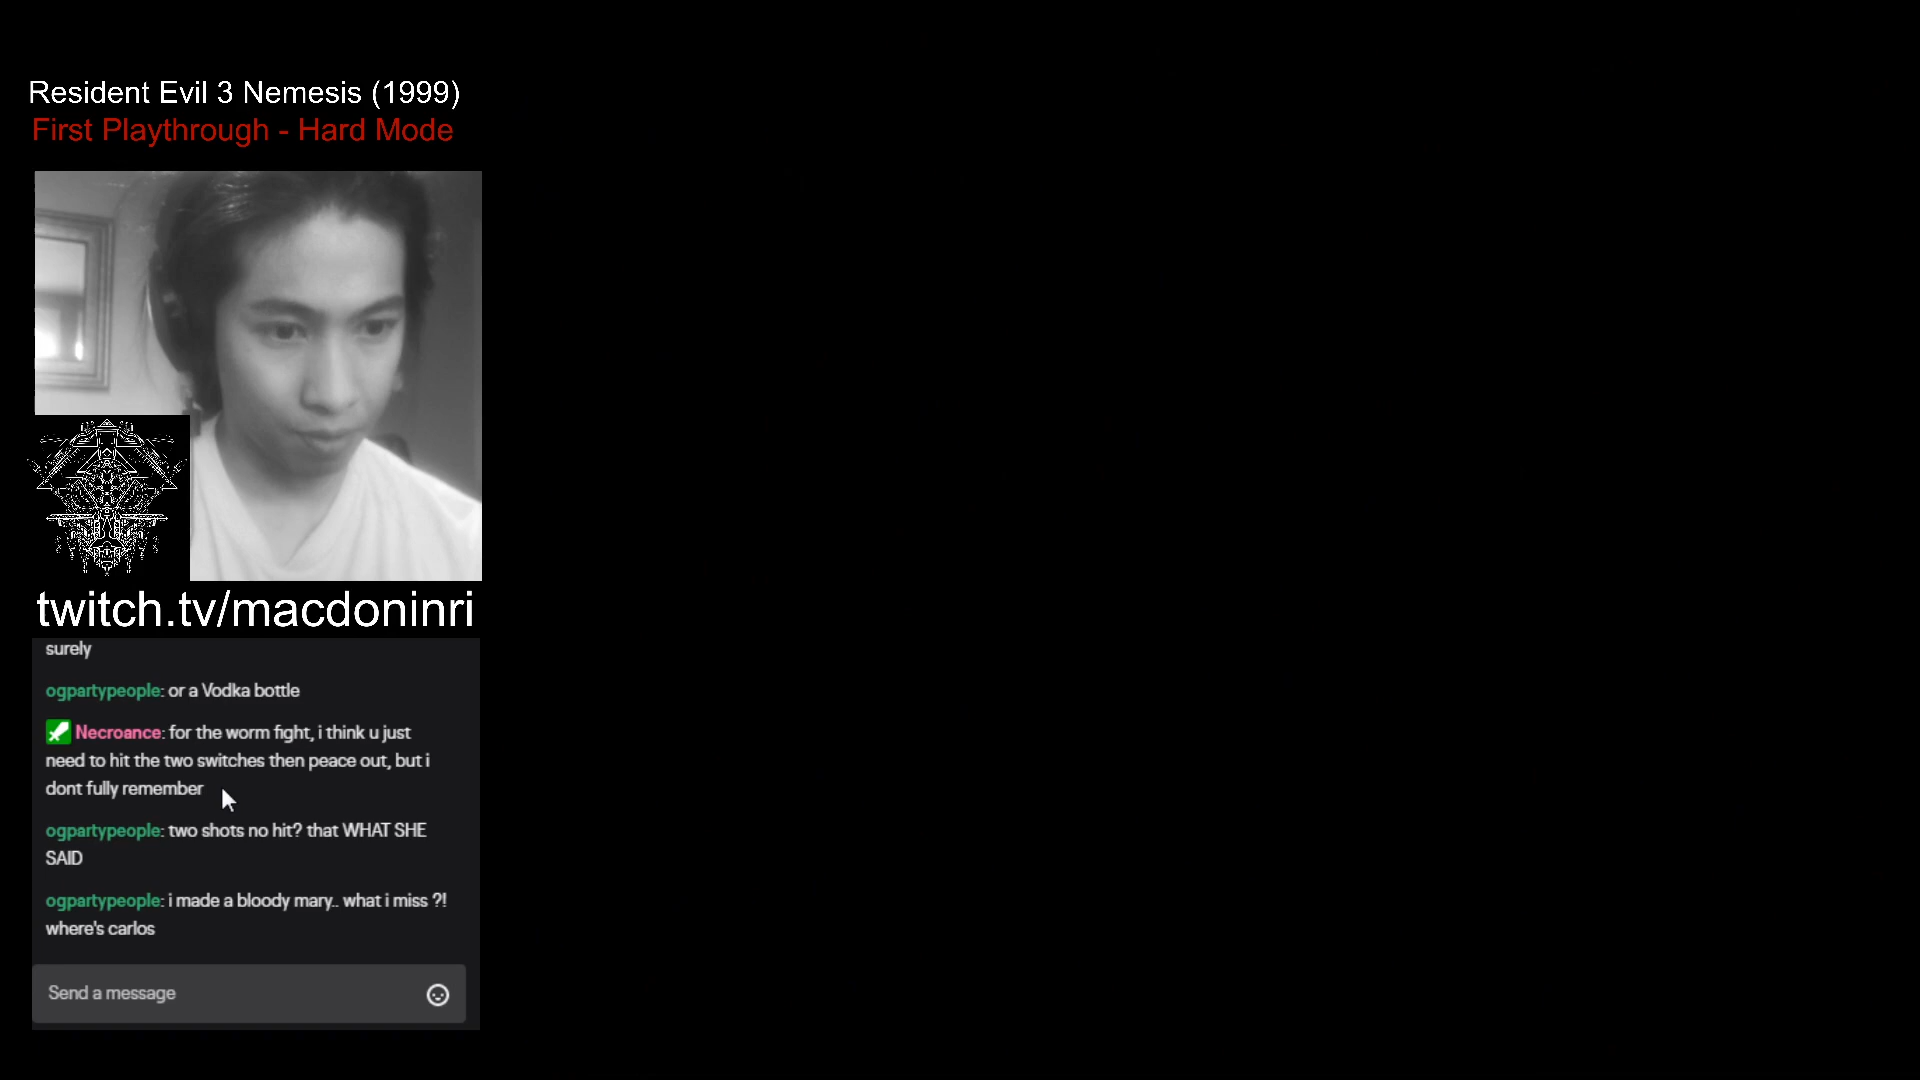 Resident Evil 3 Nemesis (1999)
First Playthrough - Hard Mode
twitch.tv/macdoninri
surely
ogpartypeople: or a Vodka bottle
Necroance: for the worm fight, i think u just
need to hit the two switches then peace out, but i
dont fully remember
ogpartypeople: two shots no hit? that WHAT SHE
SAID
ogpartypeople: i made a bloody mary.. what i miss ?!
where's carlos
Send a message